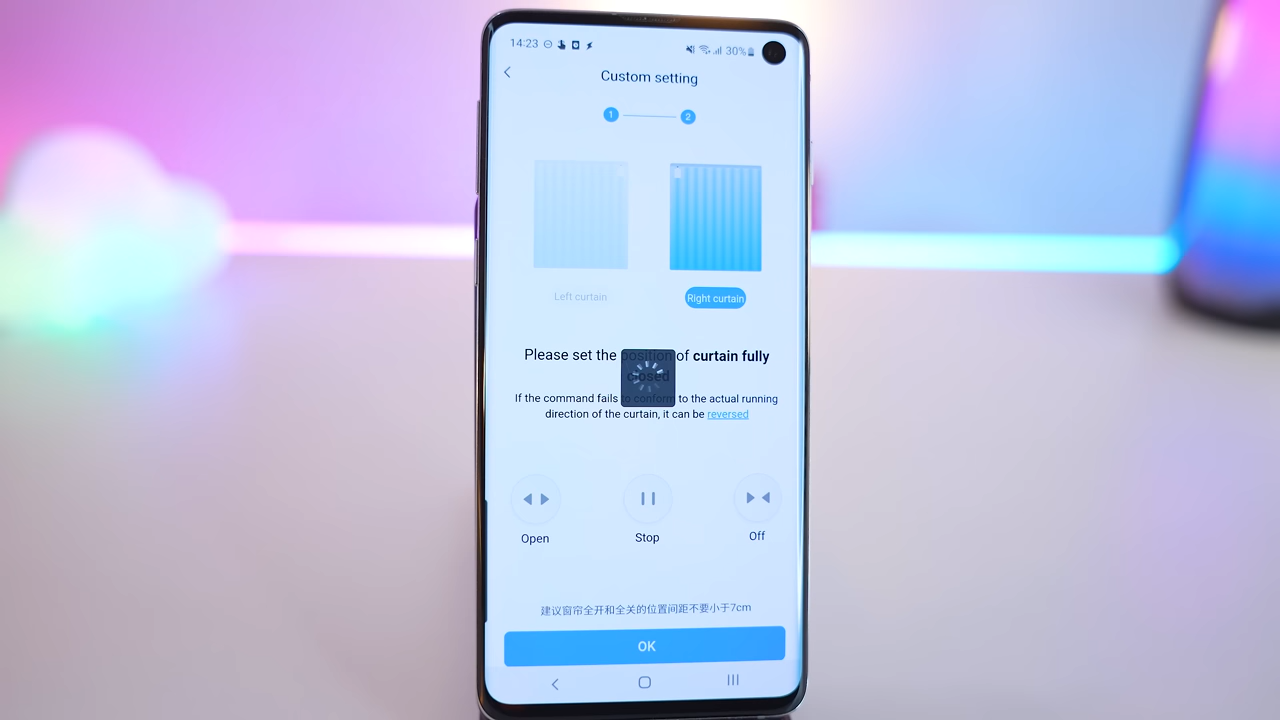 14:23
30%
Custom setting
1
2
Left curtain
Right curtain
Please set the position of curtain fully
closed
If the command fails to conform to the actual running
direction of the curtain, it can be reversed
Open
Stop
Off
建议窗帘全开和全关的位置间距不要小于7cm
OK